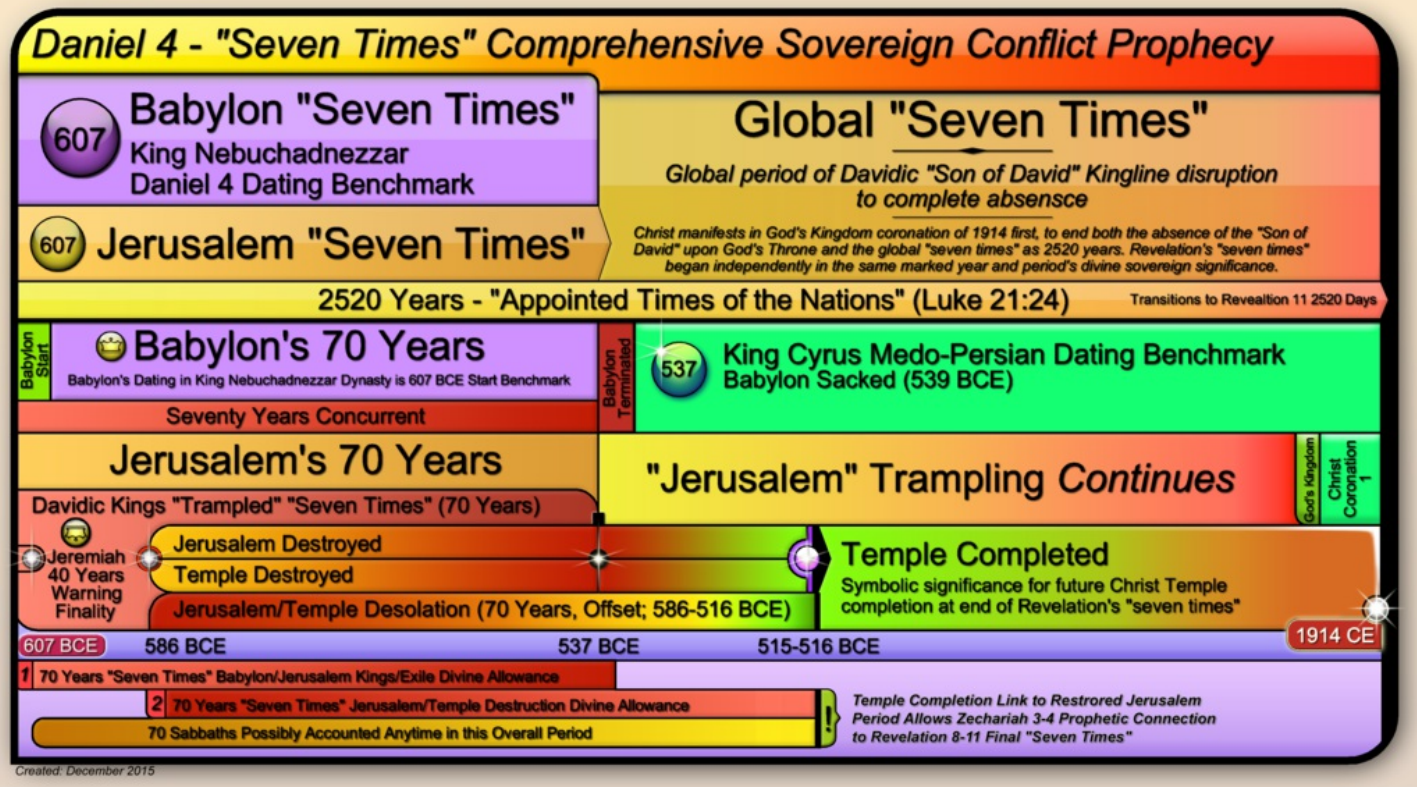 Daniel 4 - "Seven Times" Comprehensive Sovereign Conflict Prophecy
607
Babylon "Seven Times"
King Nebuchadnezzar
Daniel 4 Dating Benchmark
607
Jerusalem "Seven Times"
Global "Seven Times"
Global period of Davidic "Son of David" Kingline disruption
to complete absensce
Christ manifests in God's Kingdom coronation of 1914 first, to end both the absence of the "Son of
David" upon God's Throne and the global "seven times" as 2520 years. Revelation's "seven times"
began independently in the same marked year and period's divine sovereign significance.
2520 Years - "Appointed Times of the Nations" (Luke 21:24)
Transitions to Revealtion 11 2520 Days
Babylon
Start
Babylon's 70 Years
Babylon's Dating in King Nebuchadnezzar Dynasty is 607 BCE Start Benchmark
Seventy Years Concurrent
Babylon
Terminated
537
King Cyrus Medo-Persian Dating Benchmark
Babylon Sacked (539 BCE)
Jerusalem's 70 Years
"Jerusalem" Trampling Continues
God's Kingdom
Christ
Coronation
1
Davidic Kings "Trampled" "Seven Times" (70 Years)
Jeremiah
40 Years
Warning
Finality
Jerusalem Destroyed
Temple Destroyed
Jerusalem/Temple Desolation (70 Years, Offset; 586-516 BCE)
Temple Completed
Symbolic significance for future Christ Temple
completion at end of Revelation's "seven times"
607 BCE
586 BCE
537 BCE
515-516 BCE
1914 CE
1
70 Years "Seven Times" Babylon/Jerusalem Kings/Exile Divine Allowance
2
70 Years "Seven Times" Jerusalem/Temple Destruction Divine Allowance
70 Sabbaths Possibly Accounted Anytime in this Overall Period
!
Temple Completion Link to Restrored Jerusalem
Period Allows Zechariah 3-4 Prophetic Connection
to Revelation 8-11 Final "Seven Times"
Created: December 2015